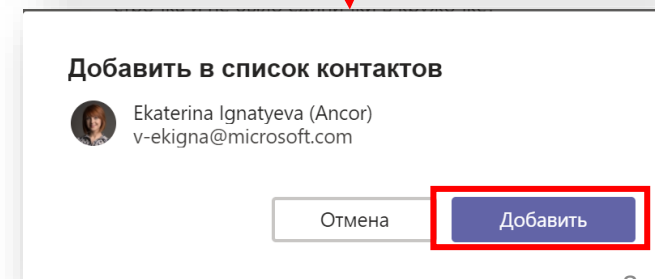 Добавить в список контактов
Ekaterina Ignatyeva (Ancor)
v-ekigna@microsoft.com
Отмена
Добавить